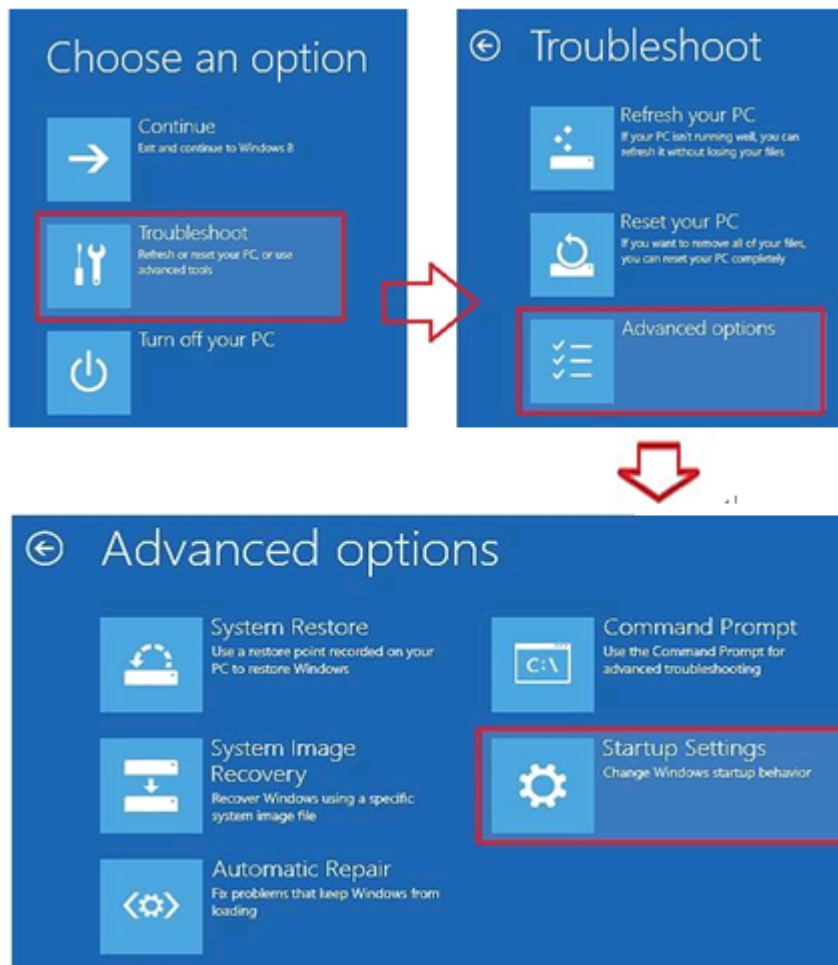 Choose an option
Continue
Exit and continue to Windows 8
Troubleshoot
Refresh or reset your PC, or use
advanced tools
Turn off your PC
Troubleshoot
Refresh your PC
If your PC isn't running well, you can
refresh it without losing your files
Reset your PC
If you want to remove all of your files,
you can reset your PC completely
Advanced options
Advanced options
System Restore
Use a restore point recorded on your
PC to restore Windows
System Image
Recovery
Recover Windows using a specific
system image file
Automatic Repair
Fix problems that keep Windows from
loading
C:\
Command Prompt
Use the Command Prompt for
advanced troubleshooting
Startup Settings
Change Windows startup behavior